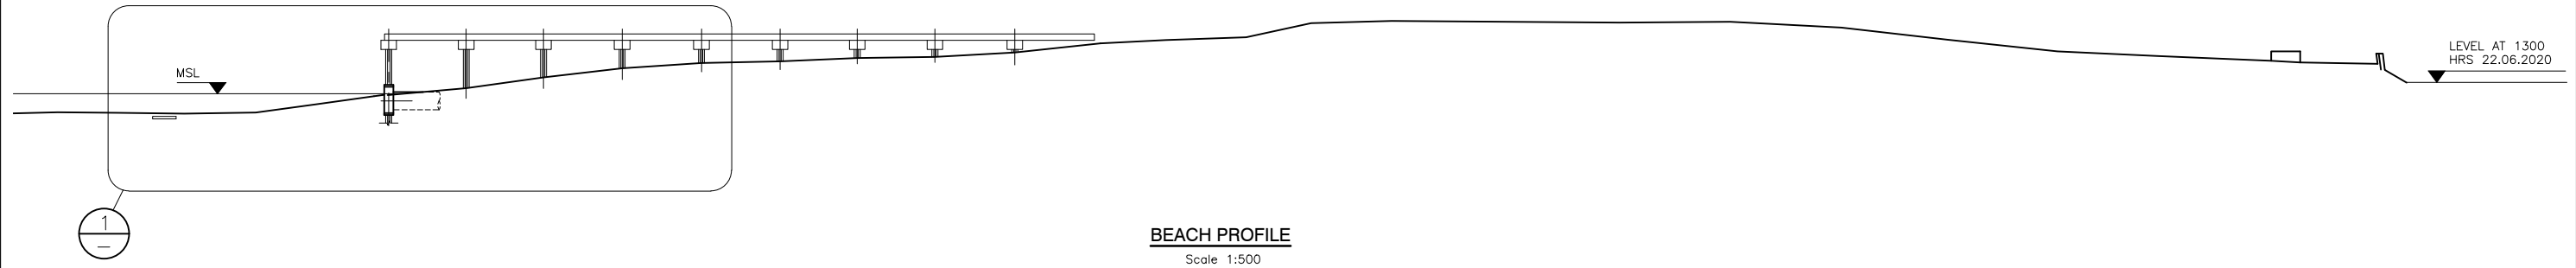 MSL
LEVEL AT 1300
HRS 22.06.2020
1
BEACH PROFILE
Scale 1:500